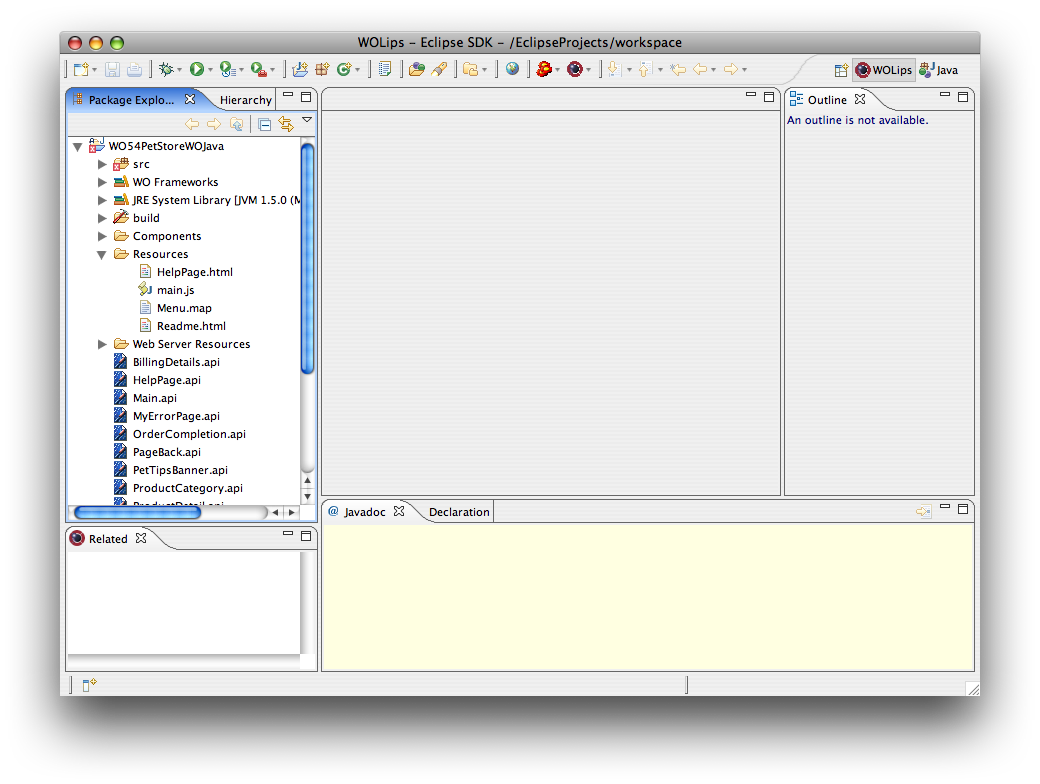 WOLips – Eclipse SDK – /EclipseProjects/workspace
WOLips
Java
Package Explo...
Hierarchy
Outline
An outline is not available.
WO54PetStoreWOJava
src
WO Frameworks
JRE System Library [JVM 1.5.0 (M
build
Components
Resources
HelpPage.html
main.js
Menu.map
Readme.html
Web Server Resources
BillingDetails.api
HelpPage.api
Main.api
MyErrorPage.api
OrderCompletion.api
PageBack.api
PetTipsBanner.api
ProductCategory.api
ProductDetail.api
@ Javadoc
Declaration
Related